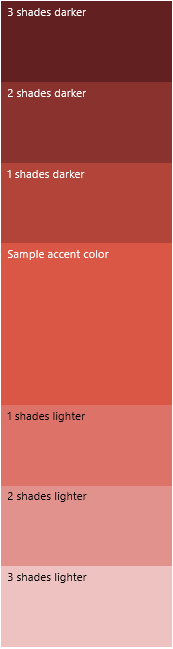 3 shades darker
2 shades darker
1 shades darker
Sample accent color
1 shades lighter
2 shades lighter
3 shades lighter